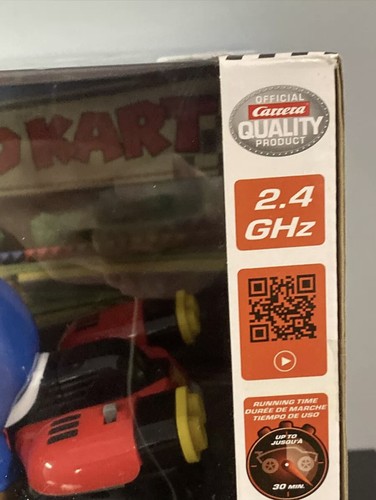 O KART
OFFICIAL
Carrera
QUALITY
PRODUCT
2.4
GHz
RUNNING TIME
DURÉE DE MARCHE
TIEMPO DE USO
UP TO
JUSQU'À
30 MIN.